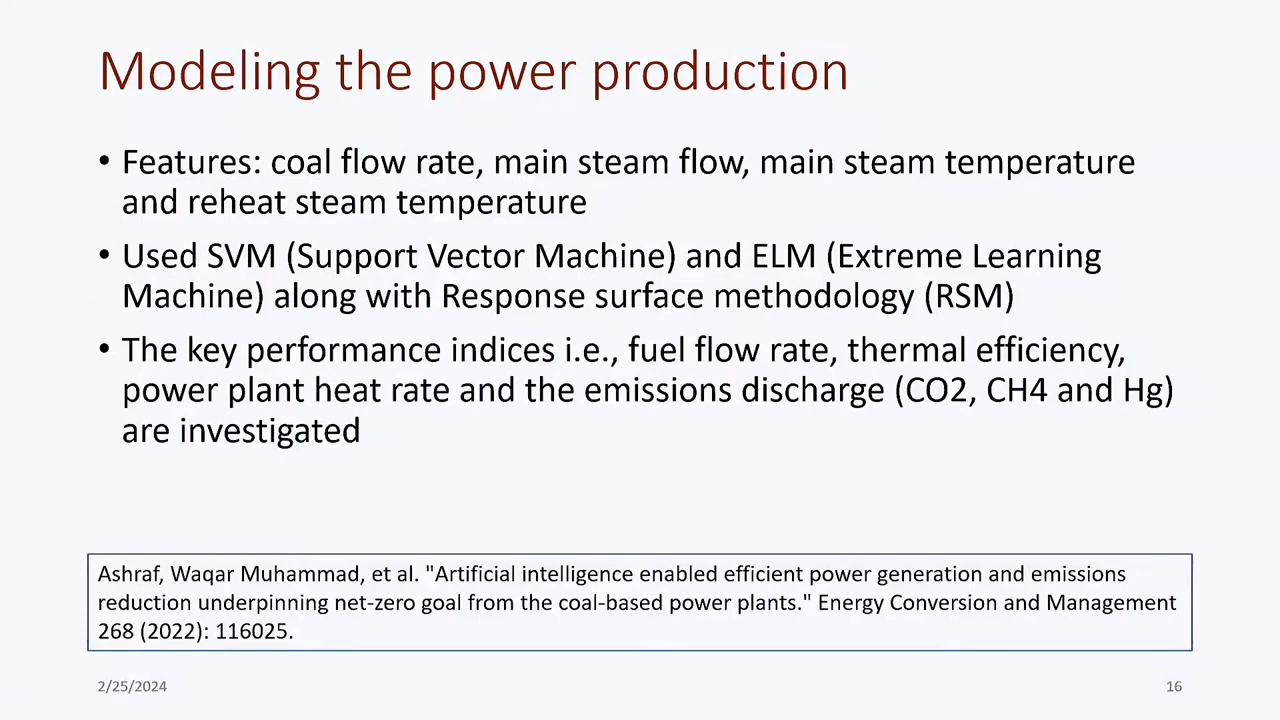 Modeling the power production
• Features: coal flow rate, main steam flow, main steam temperature
and reheat steam temperature
• Used SVM (Support Vector Machine) and ELM (Extreme Learning
Machine) along with Response surface methodology (RSM)
• The key performance indices i.e., fuel flow rate, thermal efficiency,
power plant heat rate and the emissions discharge (CO2, CH4 and Hg)
are investigated
Ashraf, Waqar Muhammad, et al. "Artificial intelligence enabled efficient power generation and emissions
reduction underpinning net-zero goal from the coal-based power plants." Energy Conversion and Management
268 (2022): 116025.
2/25/2024
16